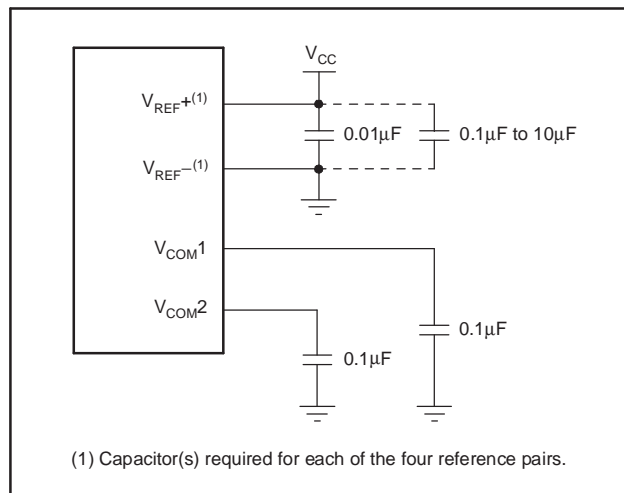 V_CC
V_REF+(1)
0.01μF
0.1μF to 10μF
V_REF–(1)
V_COM1
V_COM2
0.1μF
0.1μF
(1) Capacitor(s) required for each of the four reference pairs.